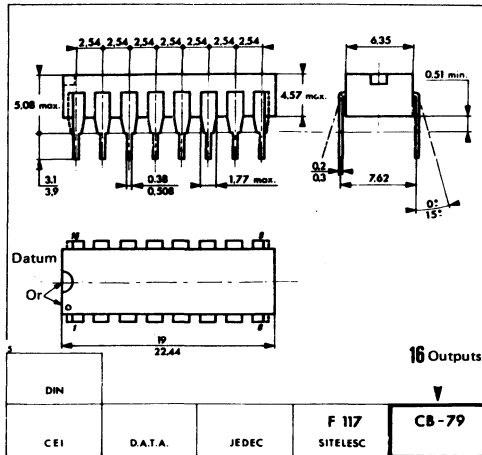 2,54 2,54 2,54 2,54 2,54 2,54 2,54
6,35
0,51 min.
5,08 max.
4,57 max.
3,1
3,9
0,38
0,508
1,77 max.
0,2
0,3
7,62
0°
15°
Datum
Or
1
19
22,44
5
16 Outputs
DIN
CEI
D.A.T.A.
JEDEC
F 117
SITELESC
CB-79